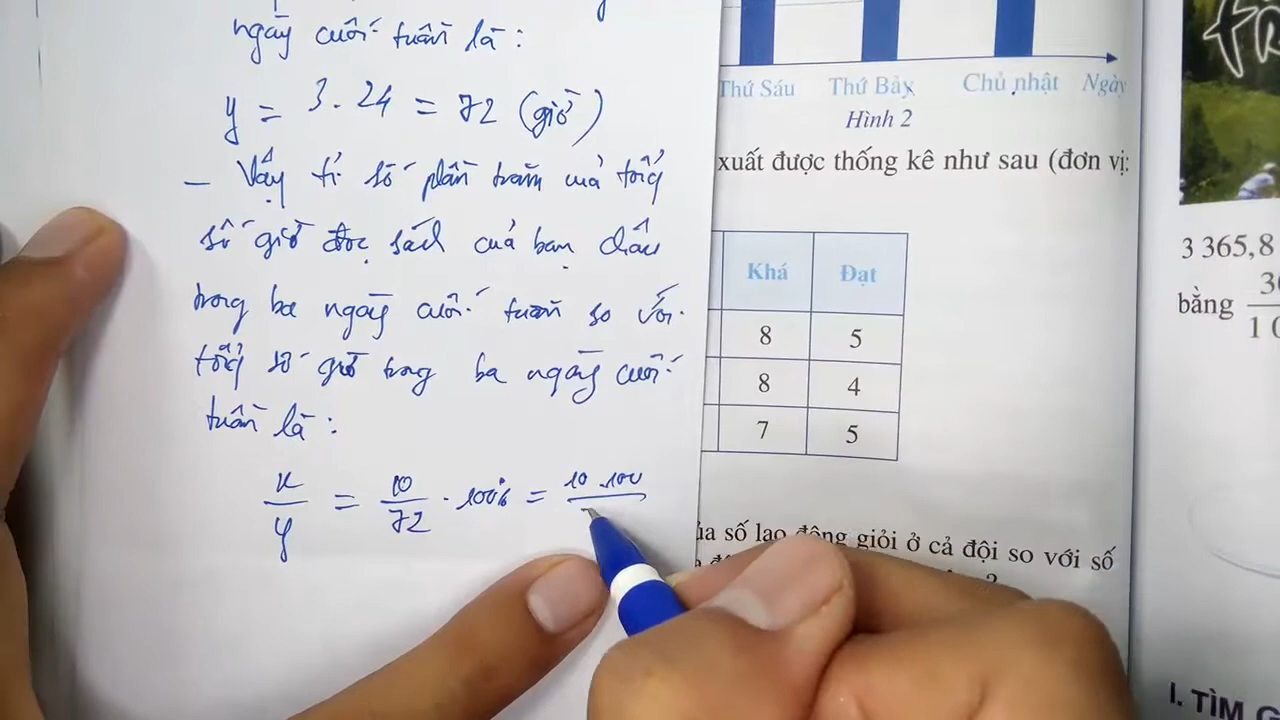 ngày cuối tuần là:
y = 3.24 = 72 (giờ)
- Vậy tỉ số phần trăm của tổng
số giờ đọc sách của bạn Châu
trong ba ngày cuối tuần so với
tổng số giờ trong ba ngày cuối
tuần là:
x/y = 10/72 . 100% = 10.100
Thứ Sáu Thứ Bảy Chủ nhật Ngày
Hình 2
xuất được thống kê như sau (đơn vị:
Khá Đạt
8 5
8 4
7 5
số lao động giỏi ở cả đội so với số
3 365,8
bằng
I. TÌM